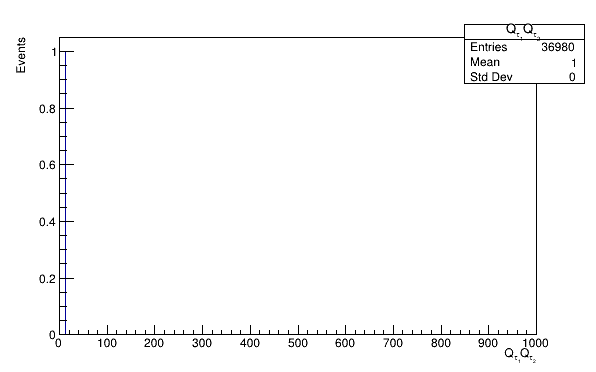 Q_τ1 Q_τ2
Entries 36980
Mean 1
Std Dev 0
Events
1
0.8
0.6
0.4
0.2
0
0 100 200 300 400 500 600 700 800 900 1000
Q_τ1 Q_τ2